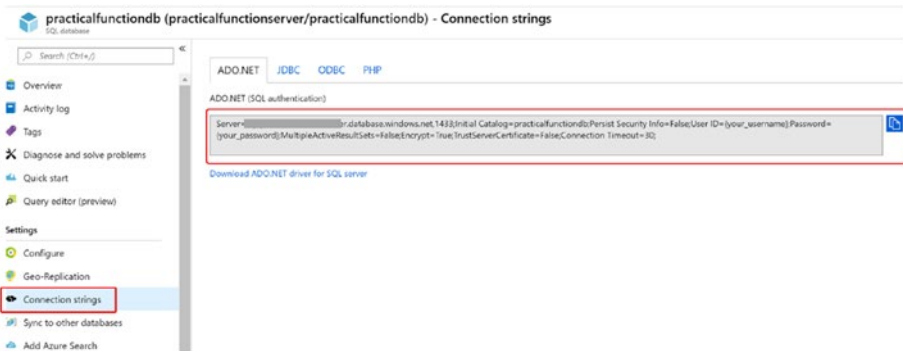 practicalfunctiondb (practicalfunctionserver/practicalfunctiondb) - Connection strings
SQL database
Search (Ctrl+/)
«
Overview
Activity log
Tags
Diagnose and solve problems
Quick start
Query editor (preview)
Settings
Configure
Geo-Replication
Connection strings
Sync to other databases
Add Azure Search
ADO.NET JDBC ODBC PHP
ADO.NET (SQL authentication)
Server= er.database.windows.net,1433;Initial Catalog=practicalfunctiondb;Persist Security Info=False;User ID={your_username};Password=
{your_password};MultipleActiveResultSets=False;Encrypt=True;TrustServerCertificate=False;Connection Timeout=30;
Download ADO.NET driver for SQL server